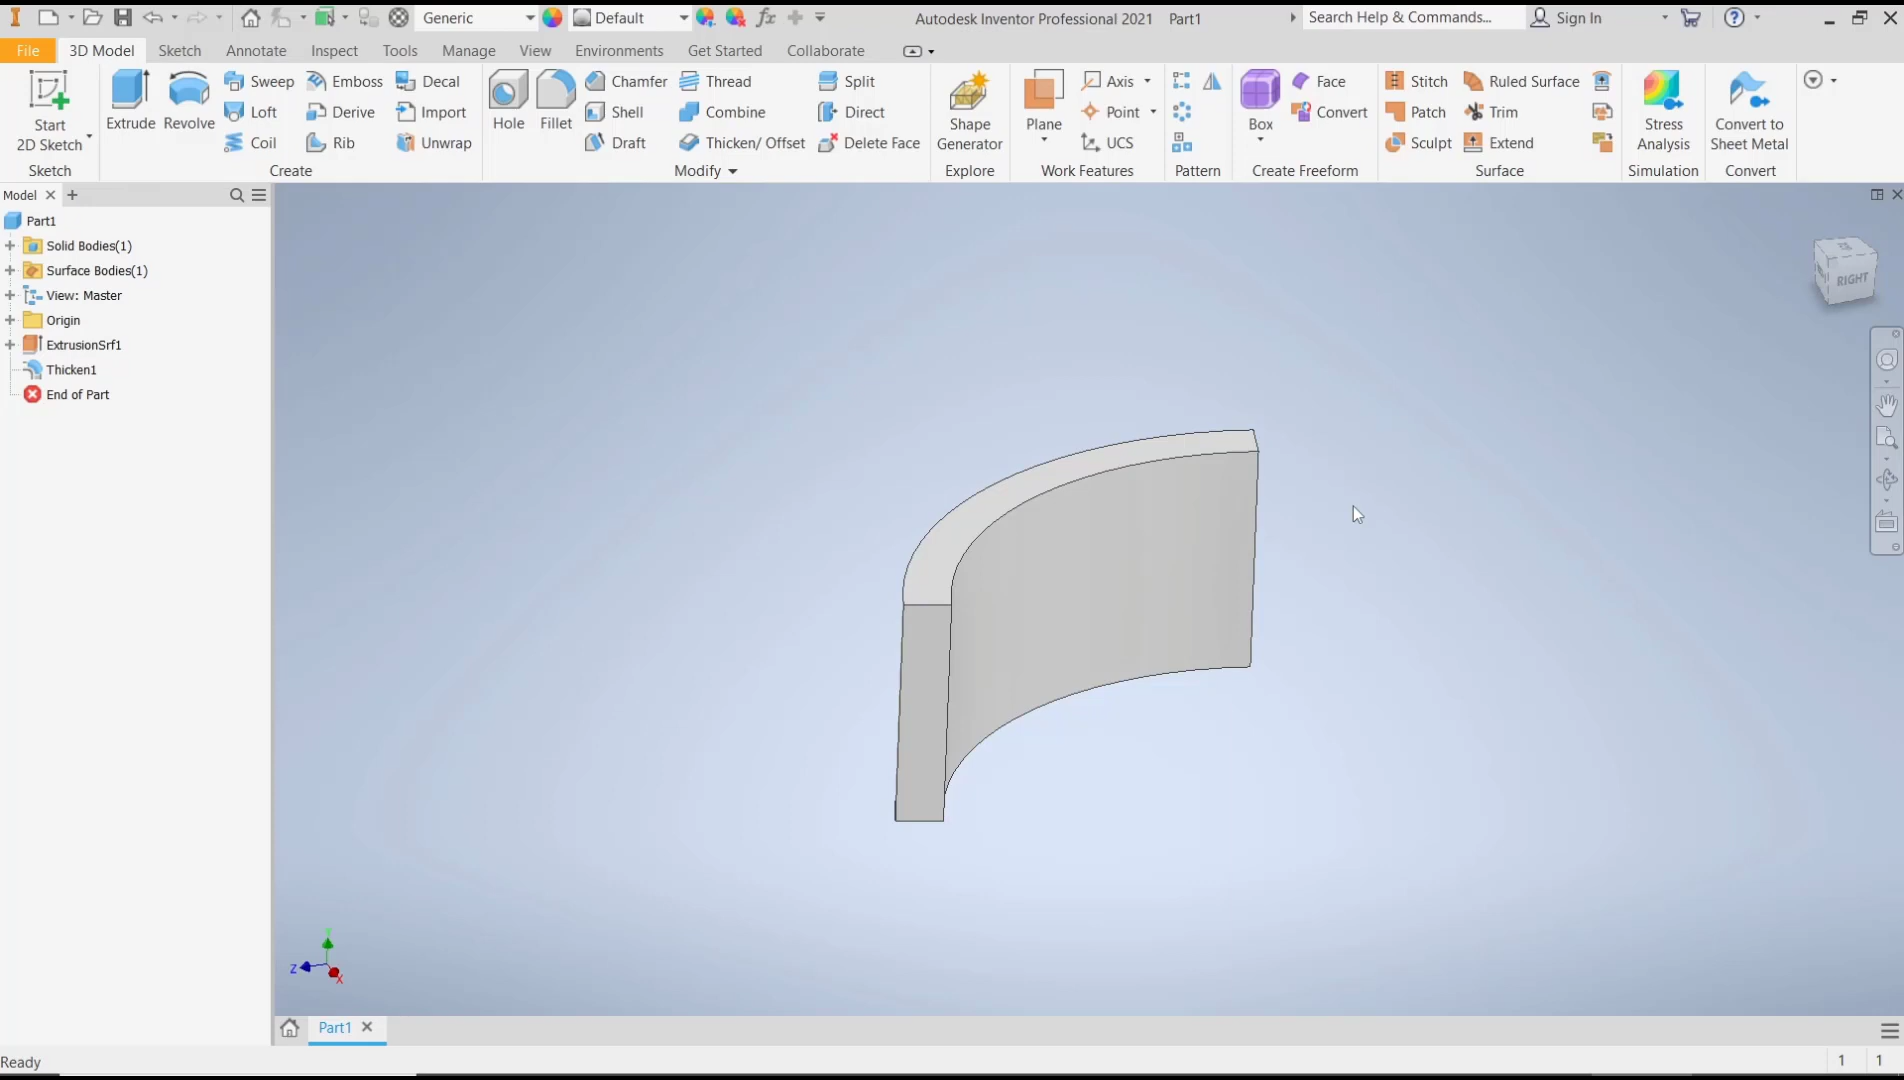 Generic
Default
Autodesk Inventor Professional 2021 Part1
Search Help & Commands...
Sign In
File
3D Model
Sketch
Annotate
Inspect
Tools
Manage
View
Environments
Get Started
Collaborate
Start
2D Sketch
Sketch
Extrude
Revolve
Sweep
Emboss
Decal
Loft
Derive
Import
Coil
Rib
Unwrap
Create
Hole
Fillet
Chamfer
Thread
Split
Shell
Combine
Direct
Draft
Thicken/ Offset
Delete Face
Modify
Shape
Generator
Explore
Plane
Axis
Point
UCS
Work Features
Pattern
Box
Face
Convert
Create Freeform
Stitch
Ruled Surface
Patch
Trim
Sculpt
Extend
Surface
Stress
Analysis
Simulation
Convert to
Sheet Metal
Convert
Model
Part1
Solid Bodies(1)
Surface Bodies(1)
View: Master
Origin
ExtrusionSrf1
Thicken1
End of Part
RIGHT
Y
Z
X
Part1
Ready
1 1